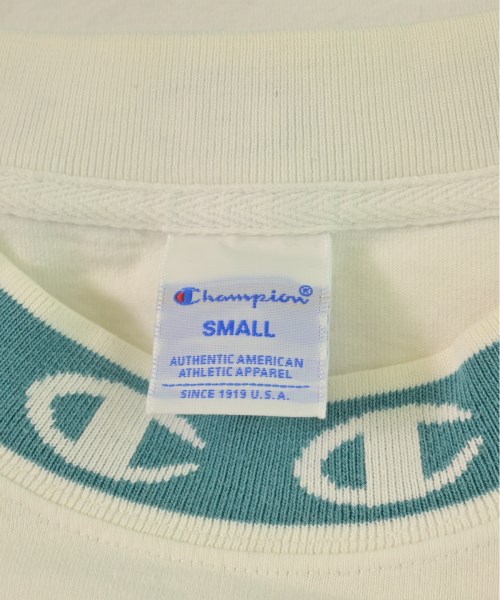 Champion®
SMALL
AUTHENTIC AMERICAN
ATHLETIC APPAREL
SINCE 1919 U.S.A.